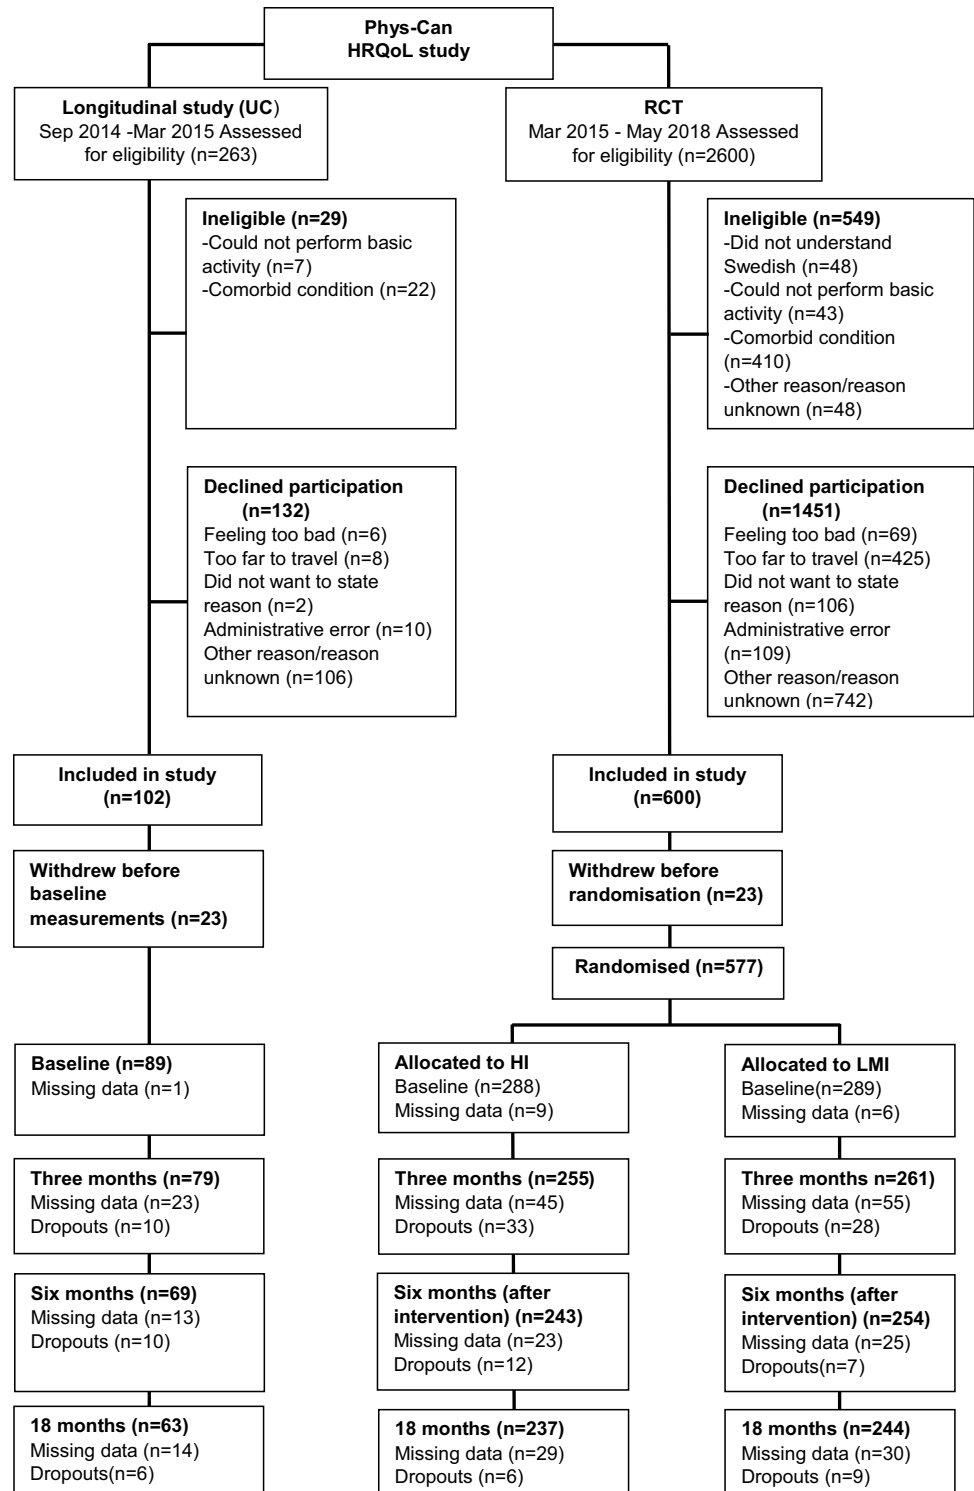 Phys-Can
HRQoL study
Longitudinal study (UC)
Sep 2014 -Mar 2015 Assessed
for eligibility (n=263)
RCT
Mar 2015 - May 2018 Assessed
for eligibility (n=2600)
Ineligible (n=29)
-Could not perform basic
activity (n=7)
-Comorbid condition (n=22)
Ineligible (n=549)
-Did not understand
Swedish (n=48)
-Could not perform basic
activity (n=43)
-Comorbid condition
(n=410)
-Other reason/reason
unknown (n=48)
Declined participation
(n=132)
Feeling too bad (n=6)
Too far to travel (n=8)
Did not want to state
reason (n=2)
Administrative error (n=10)
Other reason/reason
unknown (n=106)
Declined participation
(n=1451)
Feeling too bad (n=69)
Too far to travel (n=425)
Did not want to state
reason (n=106)
Administrative error
(n=109)
Other reason/reason
unknown (n=742)
Included in study
(n=102)
Included in study
(n=600)
Withdrew before
baseline
measurements (n=23)
Withdrew before
randomisation (n=23)
Randomised (n=577)
Baseline (n=89)
Missing data (n=1)
Allocated to HI
Baseline (n=288)
Missing data (n=9)
Allocated to LMI
Baseline(n=289)
Missing data (n=6)
Three months (n=79)
Missing data (n=23)
Dropouts (n=10)
Three months (n=255)
Missing data (n=45)
Dropouts (n=33)
Three months n=261)
Missing data (n=55)
Dropouts (n=28)
Six months (n=69)
Missing data (n=13)
Dropouts (n=10)
Six months (after
intervention) (n=243)
Missing data (n=23)
Dropouts (n=12)
Six months (after
intervention) (n=254)
Missing data (n=25)
Dropouts(n=7)
18 months (n=63)
Missing data (n=14)
Dropouts(n=6)
18 months (n=237)
Missing data (n=29)
Dropouts (n=6)
18 months (n=244)
Missing data (n=30)
Dropouts (n=9)